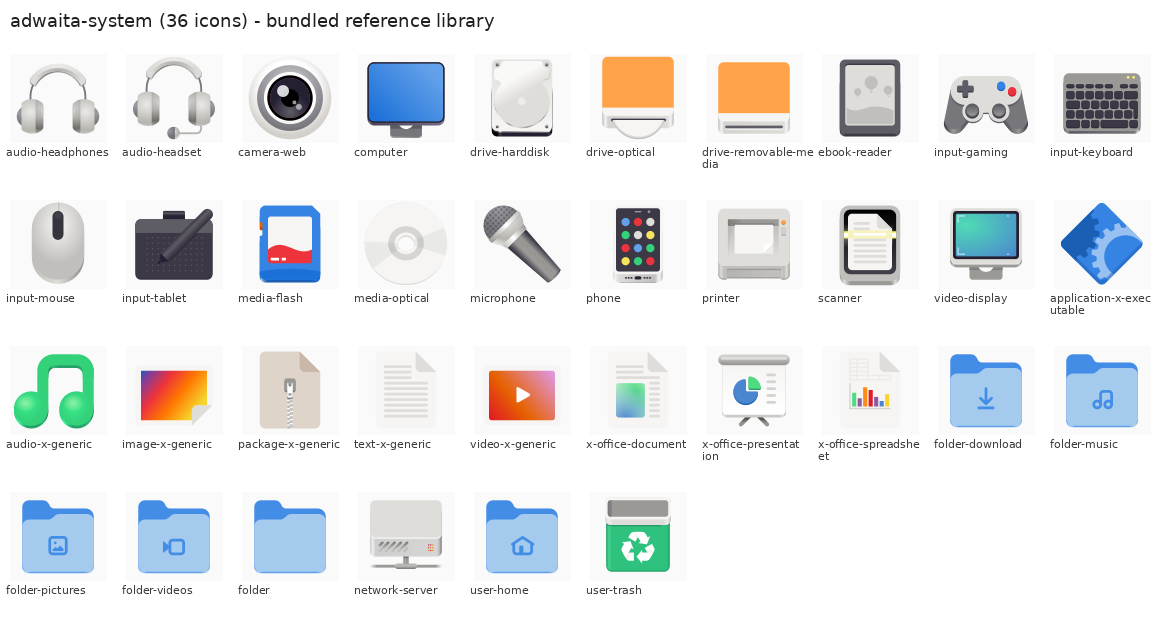 adwaita-system (36 icons) - bundled reference library
audio-headphones
audio-headset
camera-web
computer
drive-harddisk
drive-optical
drive-removable-me
dia
ebook-reader
input-gaming
input-keyboard
input-mouse
input-tablet
media-flash
media-optical
microphone
phone
printer
scanner
video-display
application-x-exec
utable
audio-x-generic
image-x-generic
package-x-generic
text-x-generic
video-x-generic
x-office-document
x-office-presentat
ion
x-office-spreadshe
et
folder-download
folder-music
folder-pictures
folder-videos
folder
network-server
user-home
user-trash